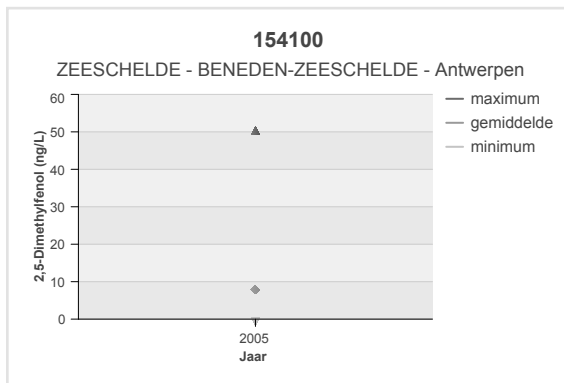 154100
ZEESCHELDE - BENEDEN-ZEESCHELDE - Antwerpen
60
50
40
30
20
10
0
2,5-Dimethylfenol (ng/L)
maximum
gemiddelde
minimum
2005
Jaar